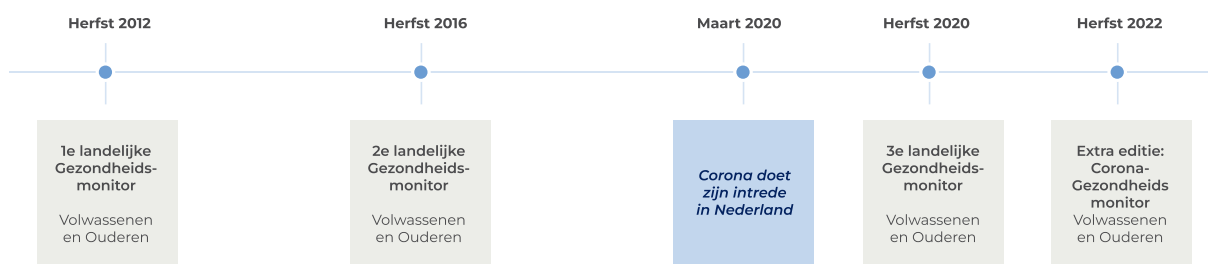 Herfst 2012
Herfst 2016
Maart 2020
Herfst 2020
Herfst 2022
1e landelijke
Gezondheids-
monitor
Volwassenen
en Ouderen
2e landelijke
Gezondheids-
monitor
Volwassenen
en Ouderen
Corona doet
zijn intrede
in Nederland
3e landelijke
Gezondheids-
monitor
Volwassenen
en Ouderen
Extra editie:
Corona-
Gezondheids
monitor
Volwassenen
en Ouderen